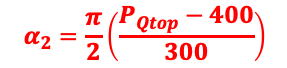 α₂ = π/2 (P_Qtop − 400 / 300)